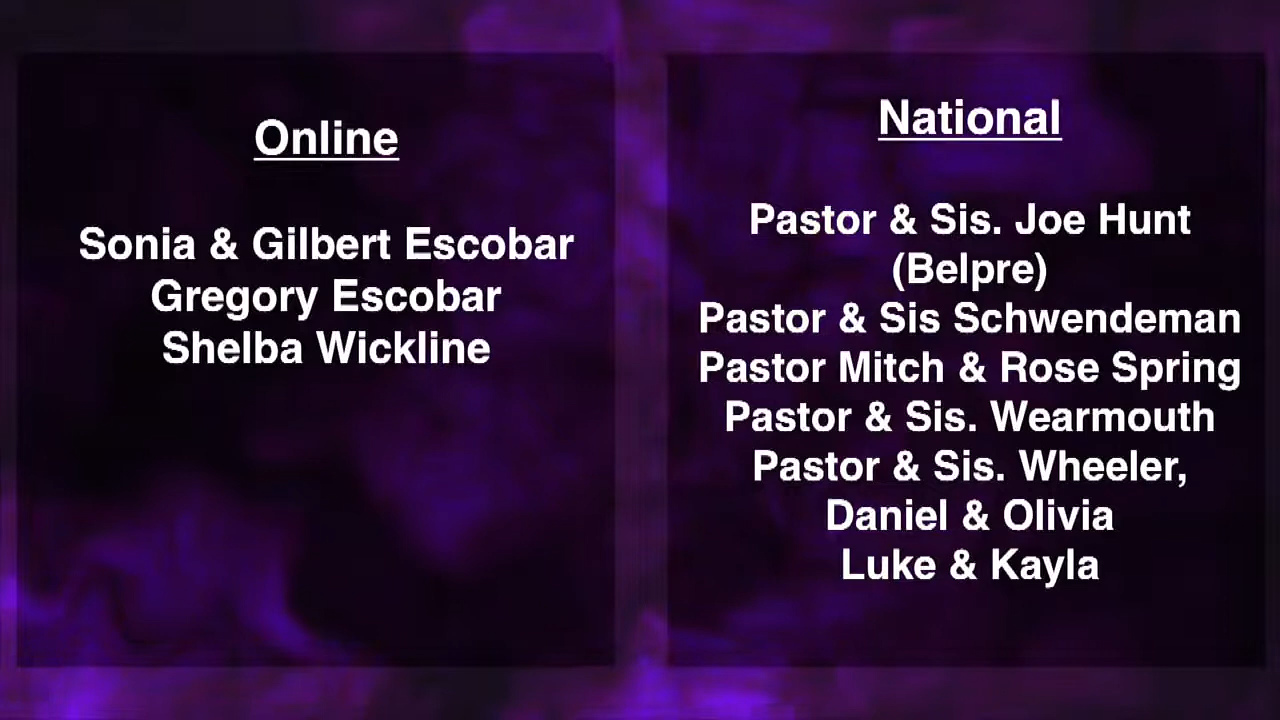 Online
Sonia & Gilbert Escobar
Gregory Escobar
Shelba Wickline
National
Pastor & Sis. Joe Hunt
(Belpre)
Pastor & Sis Schwendeman
Pastor Mitch & Rose Spring
Pastor & Sis. Wearmouth
Pastor & Sis. Wheeler,
Daniel & Olivia
Luke & Kayla